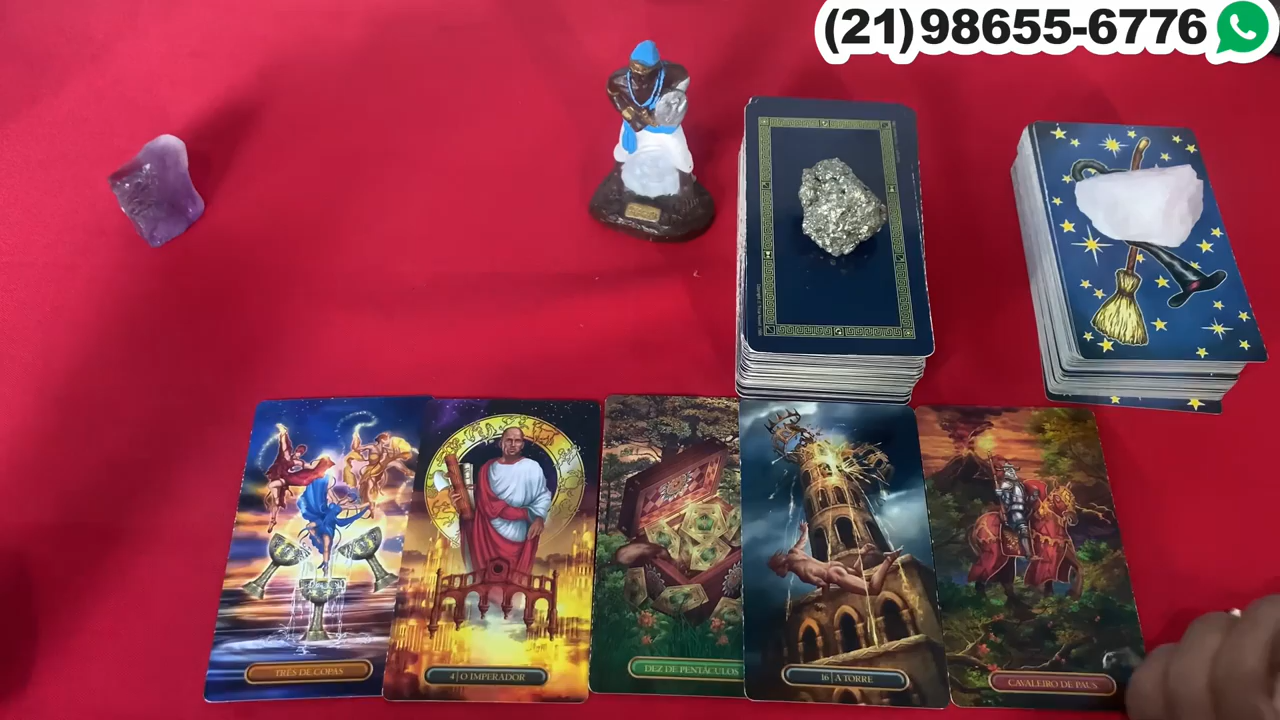 (21)98655-6776
TRÊS DE COPAS
4 | O IMPERADOR
DEZ DE PENTÁCULOS
16 | A TORRE
CAVALEIRO DE PAUS